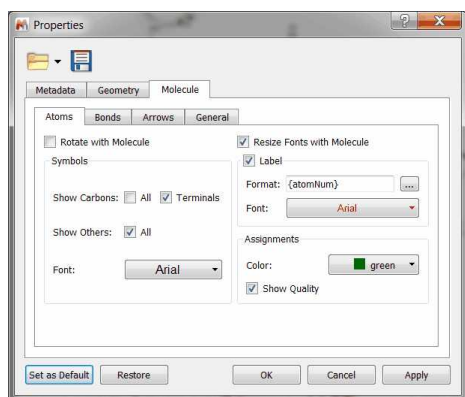 Properties
Metadata Geometry Molecule
Atoms Bonds Arrows General
Rotate with Molecule
Resize Fonts with Molecule
Symbols
Label
Format: {atomNum} ...
Show Carbons: All Terminals
Font: Arial
Show Others: All
Assignments
Font: Arial
Color: green
Show Quality
Set as Default Restore OK Cancel Apply